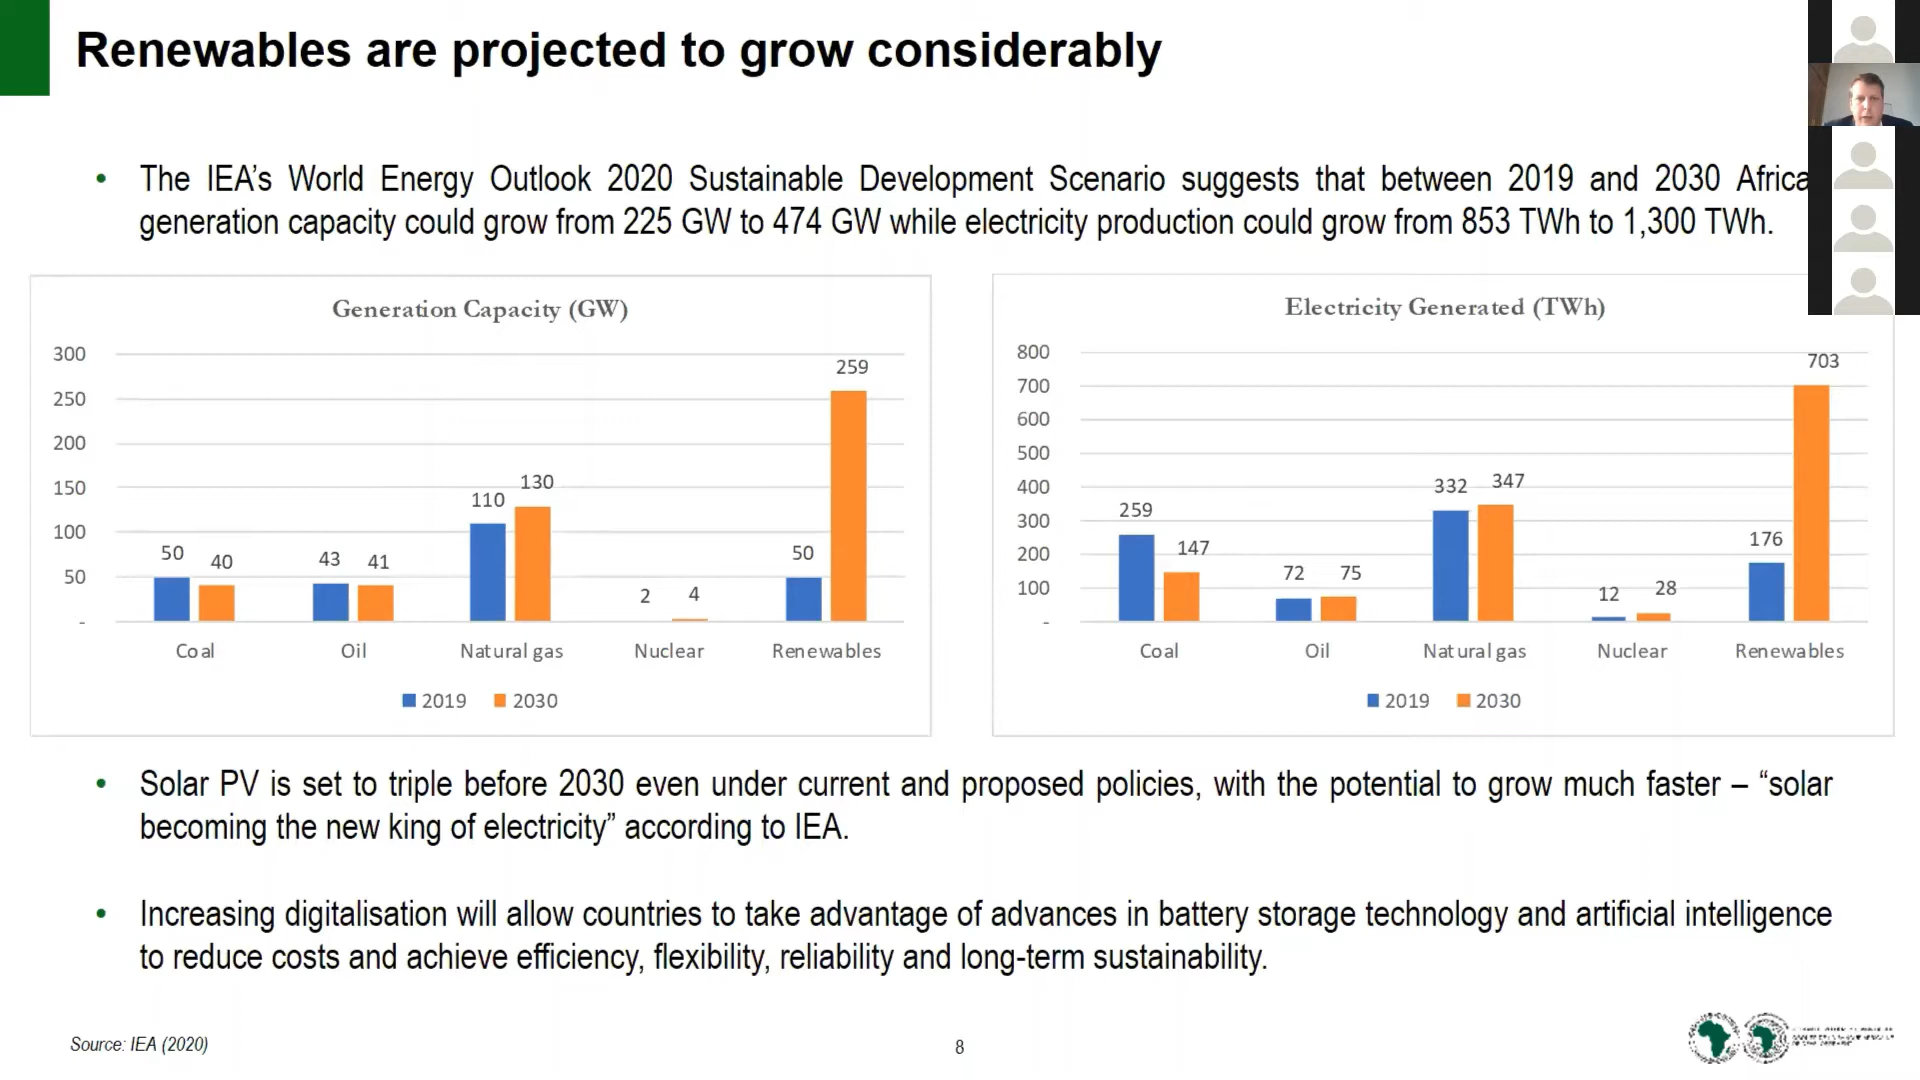 Renewables are projected to grow considerably
• The IEA’s World Energy Outlook 2020 Sustainable Development Scenario suggests that between 2019 and 2030 Africa
generation capacity could grow from 225 GW to 474 GW while electricity production could grow from 853 TWh to 1,300 TWh.
Generation Capacity (GW)
300
250
200
150
100
50
-
50 40 43 41 110 130 2 4 50 259
Coal Oil Natural gas Nuclear Renewables
2019 2030
Electricity Generated (TWh)
800
700
600
500
400
300
200
100
-
259 147 72 75 332 347 12 28 176 703
Coal Oil Natural gas Nuclear Renewables
2019 2030
• Solar PV is set to triple before 2030 even under current and proposed policies, with the potential to grow much faster – “solar
becoming the new king of electricity” according to IEA.
• Increasing digitalisation will allow countries to take advantage of advances in battery storage technology and artificial intelligence
to reduce costs and achieve efficiency, flexibility, reliability and long-term sustainability.
Source: IEA (2020)
8